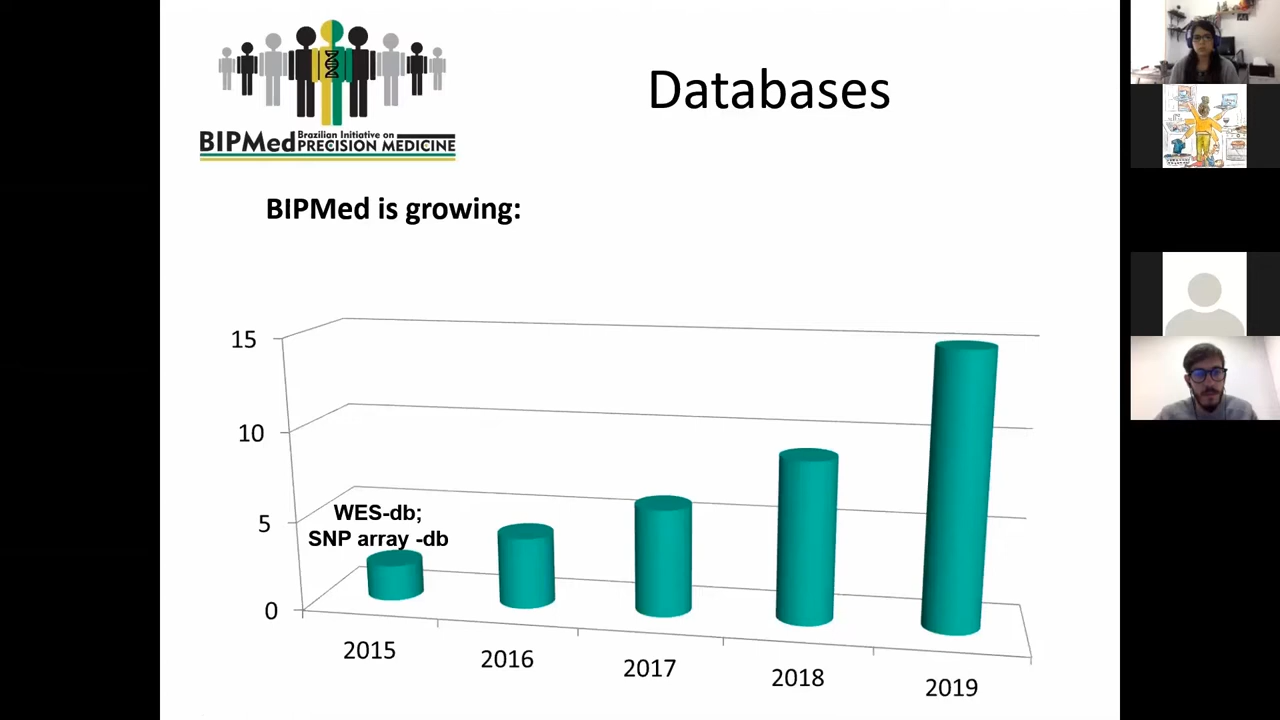 BIPMed Brazilian Initiative on
PRECISION MEDICINE
Databases
BIPMed is growing:
15
10
5
0
WES-db;
SNP array -db
2015
2016
2017
2018
2019